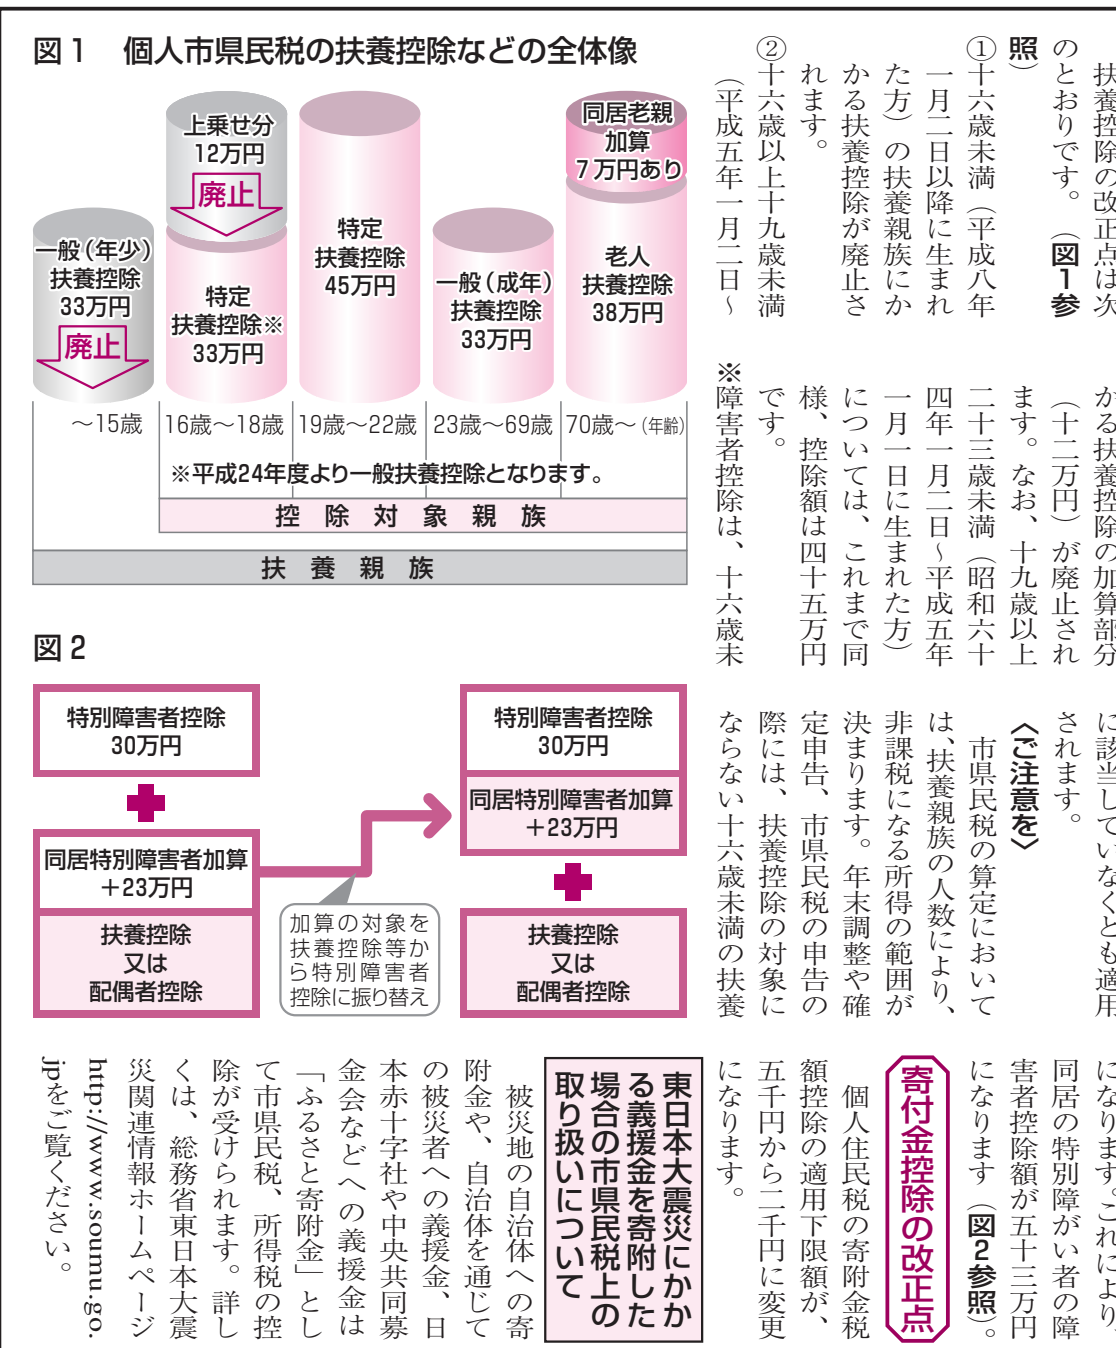 図1 個人市県民税の扶養控除などの全体像
一般(年少)
扶養控除
33万円
廃止
上乗せ分
12万円
廃止
特定
扶養控除※
33万円
特定
扶養控除
45万円
一般(成年)
扶養控除
33万円
同居老親
加算
7万円あり
老人
扶養控除
38万円
～15歳
16歳～18歳
19歳～22歳
23歳～69歳
70歳～(年齢)
※平成24年度より一般扶養控除となります。
控除対象親族
扶養親族
図2
特別障害者控除
30万円
同居特別障害者加算
＋23万円
扶養控除
又は
配偶者控除
加算の対象を
扶養控除等か
ら特別障害者
控除に振り替え
特別障害者控除
30万円
同居特別障害者加算
＋23万円
扶養控除
又は
配偶者控除
扶養控除の改正点は次
のとおりです。(図1参
照)
①十六歳未満(平成八年
一月二日以降に生まれ
た方)の扶養親族にか
かる扶養控除が廃止さ
れます。
②十六歳以上十九歳未満
(平成五年一月二日～
かる扶養控除の加算部分
(十二万円)が廃止され
ます。なお、十九歳以上
二十三歳未満(昭和六十
四年一月二日～平成五年
一月一日に生まれた方)
については、これまで同
様、控除額は四十五万円
です。
※障害者控除は、十六歳未
に該当していなくとも適用
されます。
〈ご注意を〉
市県民税の算定において
は、扶養親族の人数により、
非課税になる所得の範囲が
決まります。年末調整や確
定申告、市県民税の申告の
際には、扶養控除の対象に
ならない十六歳未満の扶養
になります。これにより、
同居の特別障がい者の障
害者控除額が五十三万円
になります(図2参照)。
寄付金控除の改正点
個人住民税の寄附金税
額控除の適用下限額が、
五千円から二千円に変更
になります。
東日本大震災にかか
る義援金を寄附した
場合の市県民税上の
取り扱いについて
被災地の自治体への寄
附金や、自治体を通じて
の被災者への義援金、日
本赤十字社や中央共同募
金会などへの義援金は
「ふるさと寄附金」とし
て市県民税、所得税の控
除が受けられます。詳し
くは、総務省東日本大震
災関連情報ホームページ
http://www.soumu.go.
jpをご覧ください。